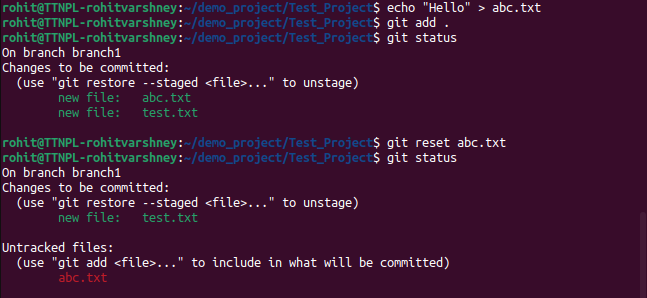 rohit@TTNPL-rohitvarshney:~/demo_project/Test_Project$ echo "Hello" > abc.txt
rohit@TTNPL-rohitvarshney:~/demo_project/Test_Project$ git add .
rohit@TTNPL-rohitvarshney:~/demo_project/Test_Project$ git status
On branch branch1
Changes to be committed:
  (use "git restore --staged <file>..." to unstage)
        new file:   abc.txt
        new file:   test.txt

rohit@TTNPL-rohitvarshney:~/demo_project/Test_Project$ git reset abc.txt
rohit@TTNPL-rohitvarshney:~/demo_project/Test_Project$ git status
On branch branch1
Changes to be committed:
  (use "git restore --staged <file>..." to unstage)
        new file:   test.txt

Untracked files:
  (use "git add <file>..." to include in what will be committed)
        abc.txt